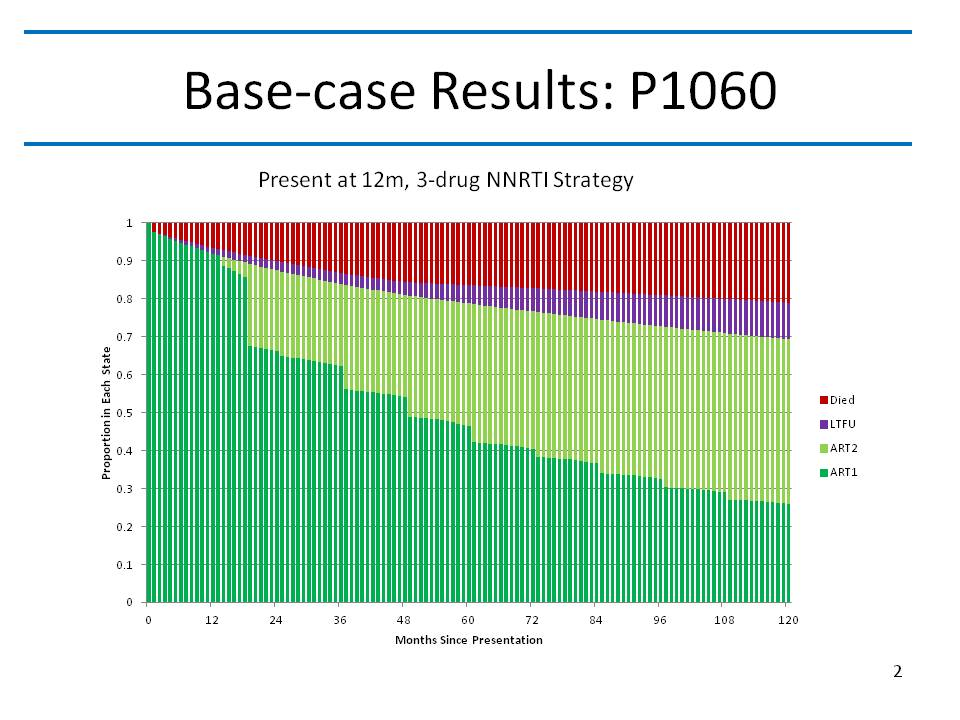 Base-case Results: P1060
Present at 12m, 3-drug NNRTI Strategy
Proportion in Each State
1
0.9
0.8
0.7
0.6
0.5
0.4
0.3
0.2
0.1
0
0 12 24 36 48 60 72 84 96 108 120
Months Since Presentation
Died
LTFU
ART2
ART1
2